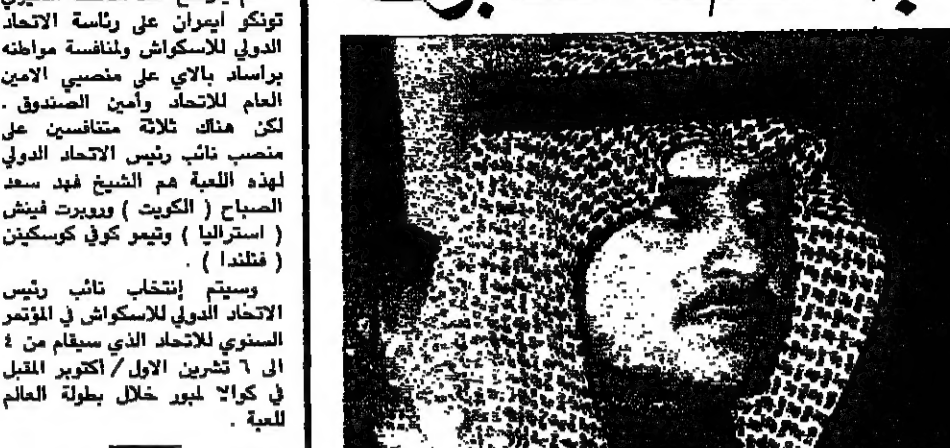 تونكو ايمران على رئاسة الاتحاد
الدولي للاسكواش ولمنافسة مواطنه
براساد بالاي على منصبي الامين
العام للاتحاد وأمين الصندوق .
لكن هناك ثلاثة متنافسين على
منصب نائب رئيس الاتحاد الدولي
لهذه اللعبة هم الشيخ فهد سعد
الصباح ( الكويت ) وروبرت فينش
( استراليا ) وتيمو كوفي كوسكينن
( فنلندا ) .
وسيتم إنتخاب نائب رئيس
الاتحاد الدولي للاسكواش في المؤتمر
السنوي للاتحاد الذي سيقام من ٤
الى ٦ تشرين الاول / أكتوبر المقبل
في كوالا لمبور خلال بطولة العالم
للعبة .